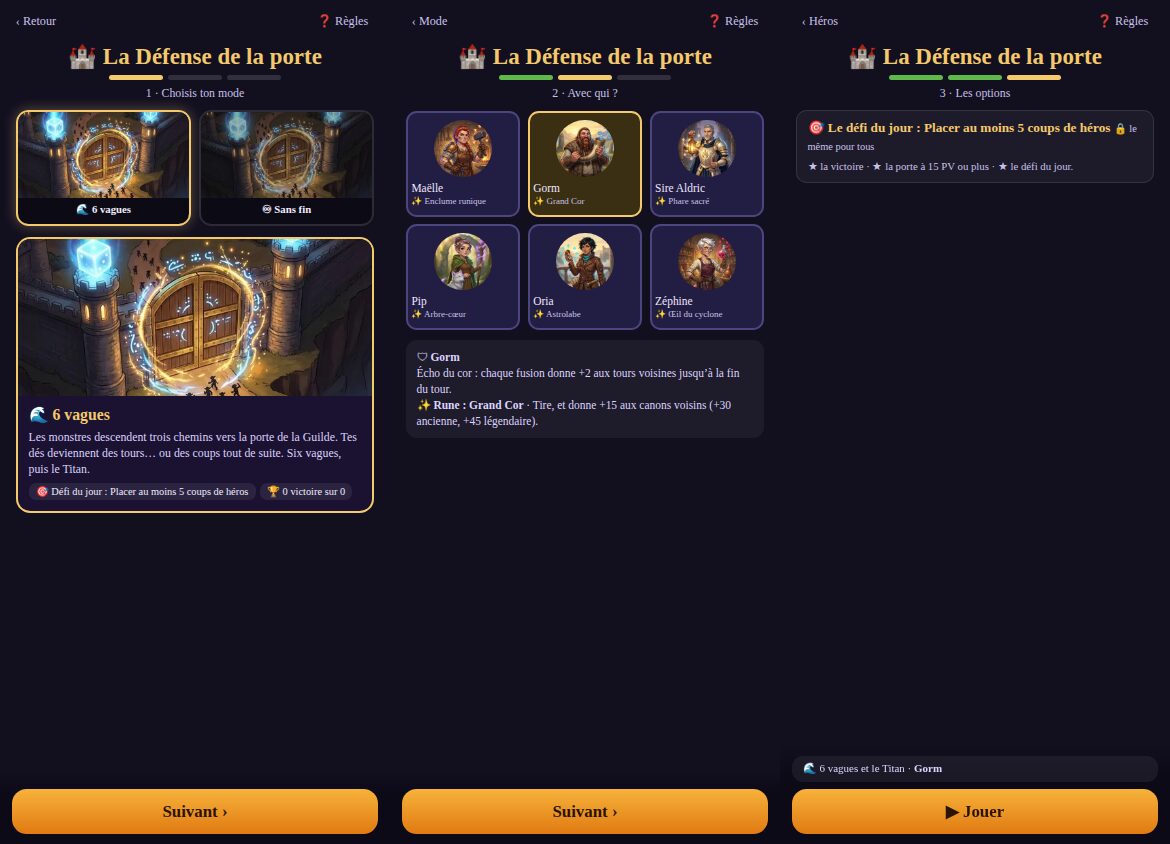 ‹ Retour
❓ Règles
🏰 La Défense de la porte
1 · Choisis ton mode
🌊 6 vagues
♾ Sans fin
🌊 6 vagues
Les monstres descendent trois chemins vers la porte de la Guilde. Tes
dés deviennent des tours… ou des coups tout de suite. Six vagues,
puis le Titan.
🎯 Défi du jour : Placer au moins 5 coups de héros
🏆 0 victoire sur 0
Suivant ›
‹ Mode
❓ Règles
🏰 La Défense de la porte
2 · Avec qui ?
Maëlle
✨ Enclume runique
Gorm
✨ Grand Cor
Sire Aldric
✨ Phare sacré
Pip
✨ Arbre-cœur
Oria
✨ Astrolabe
Zéphine
✨ Œil du cyclone
🛡 Gorm
Écho du cor : chaque fusion donne +2 aux tours voisines jusqu’à la fin
du tour.
✨ Rune : Grand Cor · Tire, et donne +15 aux canons voisins (+30
ancienne, +45 légendaire).
Suivant ›
‹ Héros
❓ Règles
🏰 La Défense de la porte
3 · Les options
🎯 Le défi du jour : Placer au moins 5 coups de héros 🔒 le
même pour tous
★ la victoire · ★ la porte à 15 PV ou plus · ★ le défi du jour.
🌊 6 vagues et le Titan · Gorm
▶ Jouer